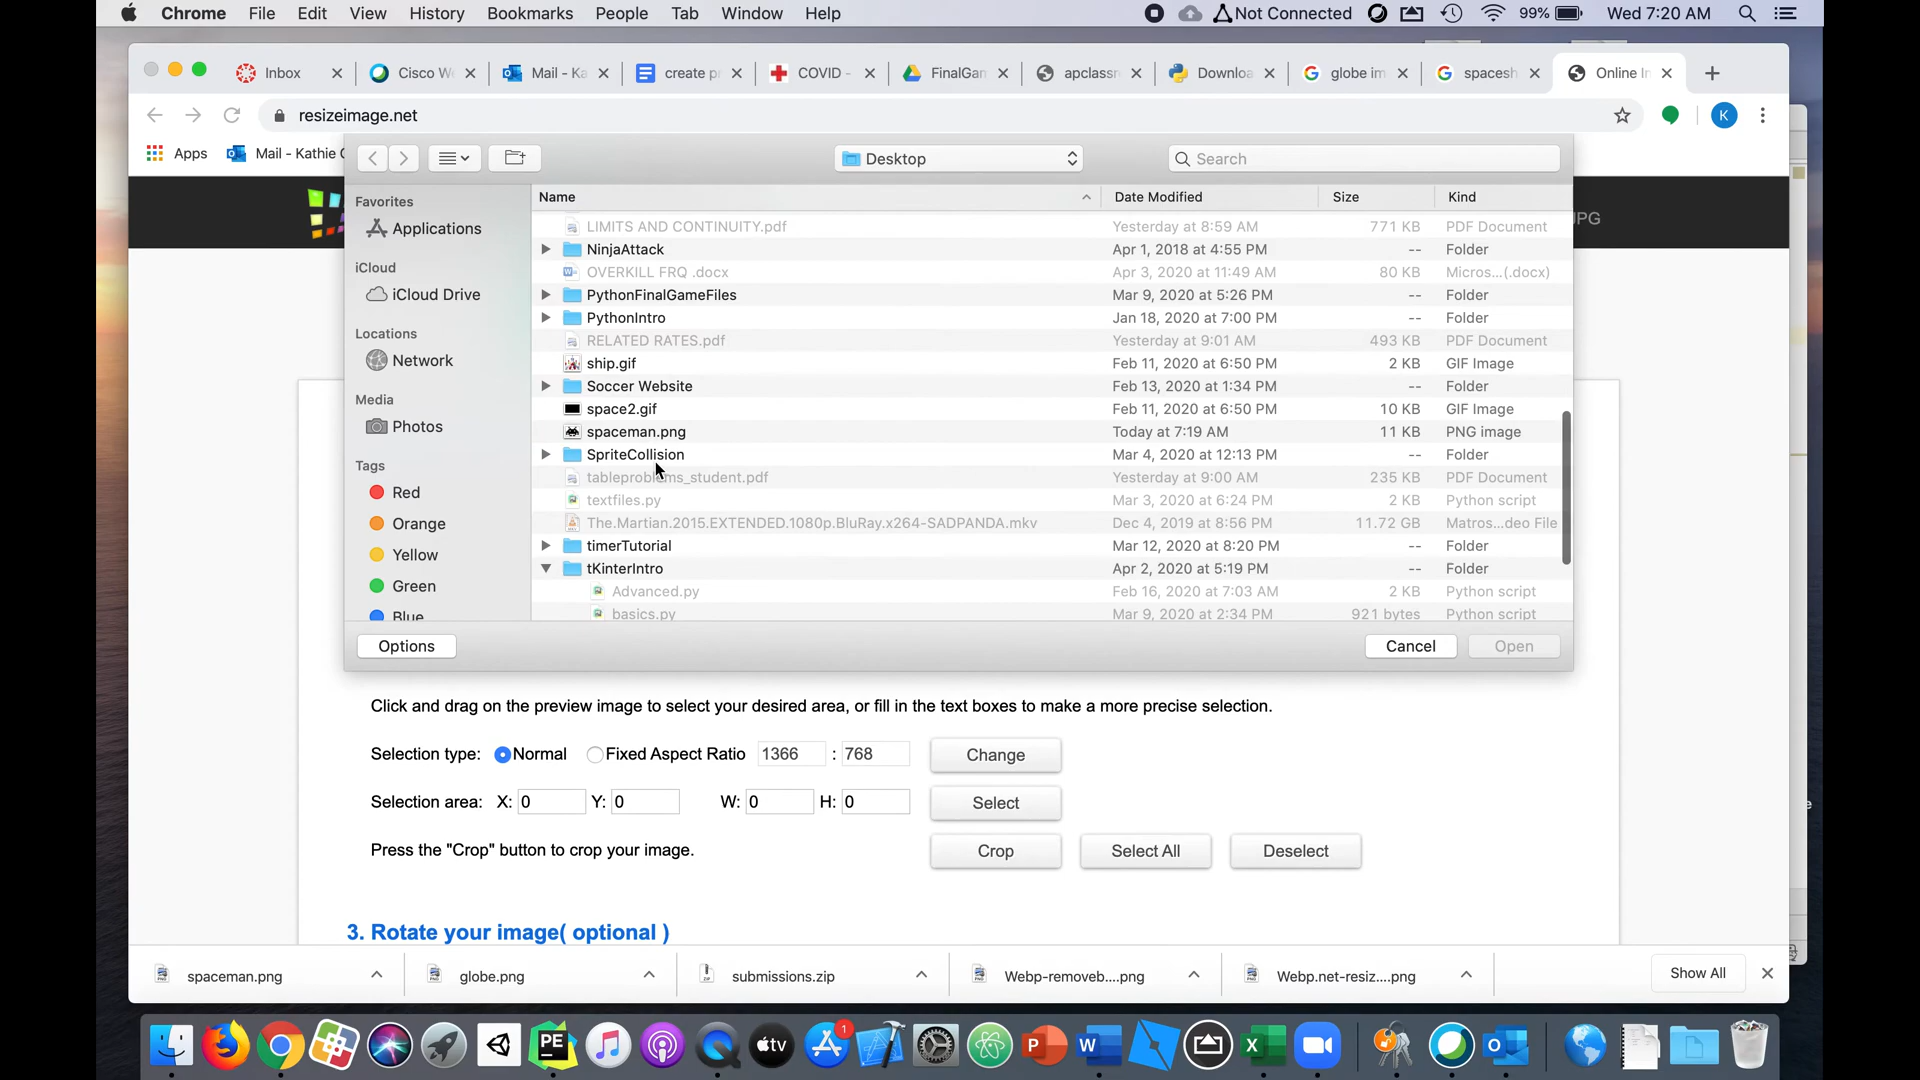 Chrome File Edit View History Bookmarks People Tab Window Help Not Connected 99% Wed 7:20 AM
Inbox Cisco We Mail - Ka create p COVID - FinalGam apclassr Downloa globe im spacesh Online In
resizeimage.net K
Apps Mail - Kathie
Desktop Search
Favorites
Applications
iCloud
iCloud Drive
Locations
Network
Media
Photos
Tags
Red
Orange
Yellow
Green
Blue
Name Date Modified Size Kind
LIMITS AND CONTINUITY.pdf Yesterday at 8:59 AM 771 KB PDF Document
NinjaAttack Apr 1, 2018 at 4:55 PM -- Folder
OVERKILL FRQ .docx Apr 3, 2020 at 11:49 AM 80 KB Micros...(.docx)
PythonFinalGameFiles Mar 9, 2020 at 5:26 PM -- Folder
PythonIntro Jan 18, 2020 at 7:00 PM -- Folder
RELATED RATES.pdf Yesterday at 9:01 AM 493 KB PDF Document
ship.gif Feb 11, 2020 at 6:50 PM 2 KB GIF Image
Soccer Website Feb 13, 2020 at 1:34 PM -- Folder
space2.gif Feb 11, 2020 at 6:50 PM 10 KB GIF Image
spaceman.png Today at 7:19 AM 11 KB PNG image
SpriteCollision Mar 4, 2020 at 12:13 PM -- Folder
tableproblems_student.pdf Yesterday at 9:00 AM 235 KB PDF Document
textfiles.py Mar 3, 2020 at 6:24 PM 2 KB Python script
The.Martian.2015.EXTENDED.1080p.BluRay.x264-SADPANDA.mkv Dec 4, 2019 at 8:56 PM 11.72 GB Matros...deo File
timerTutorial Mar 12, 2020 at 8:20 PM -- Folder
tKinterIntro Apr 2, 2020 at 5:19 PM -- Folder
Advanced.py Feb 16, 2020 at 7:03 AM 2 KB Python script
basics.py Mar 9, 2020 at 2:34 PM 921 bytes Python script
JPG
Options Cancel Open
Click and drag on the preview image to select your desired area, or fill in the text boxes to make a more precise selection.
Selection type: Normal Fixed Aspect Ratio 1366 : 768 Change
Selection area: X: 0 Y: 0 W: 0 H: 0 Select
Press the "Crop" button to crop your image. Crop Select All Deselect
3. Rotate your image( optional )
spaceman.png globe.png submissions.zip Webp-removeb....png Webp.net-resiz....png Show All
PE tv 1 P W X O